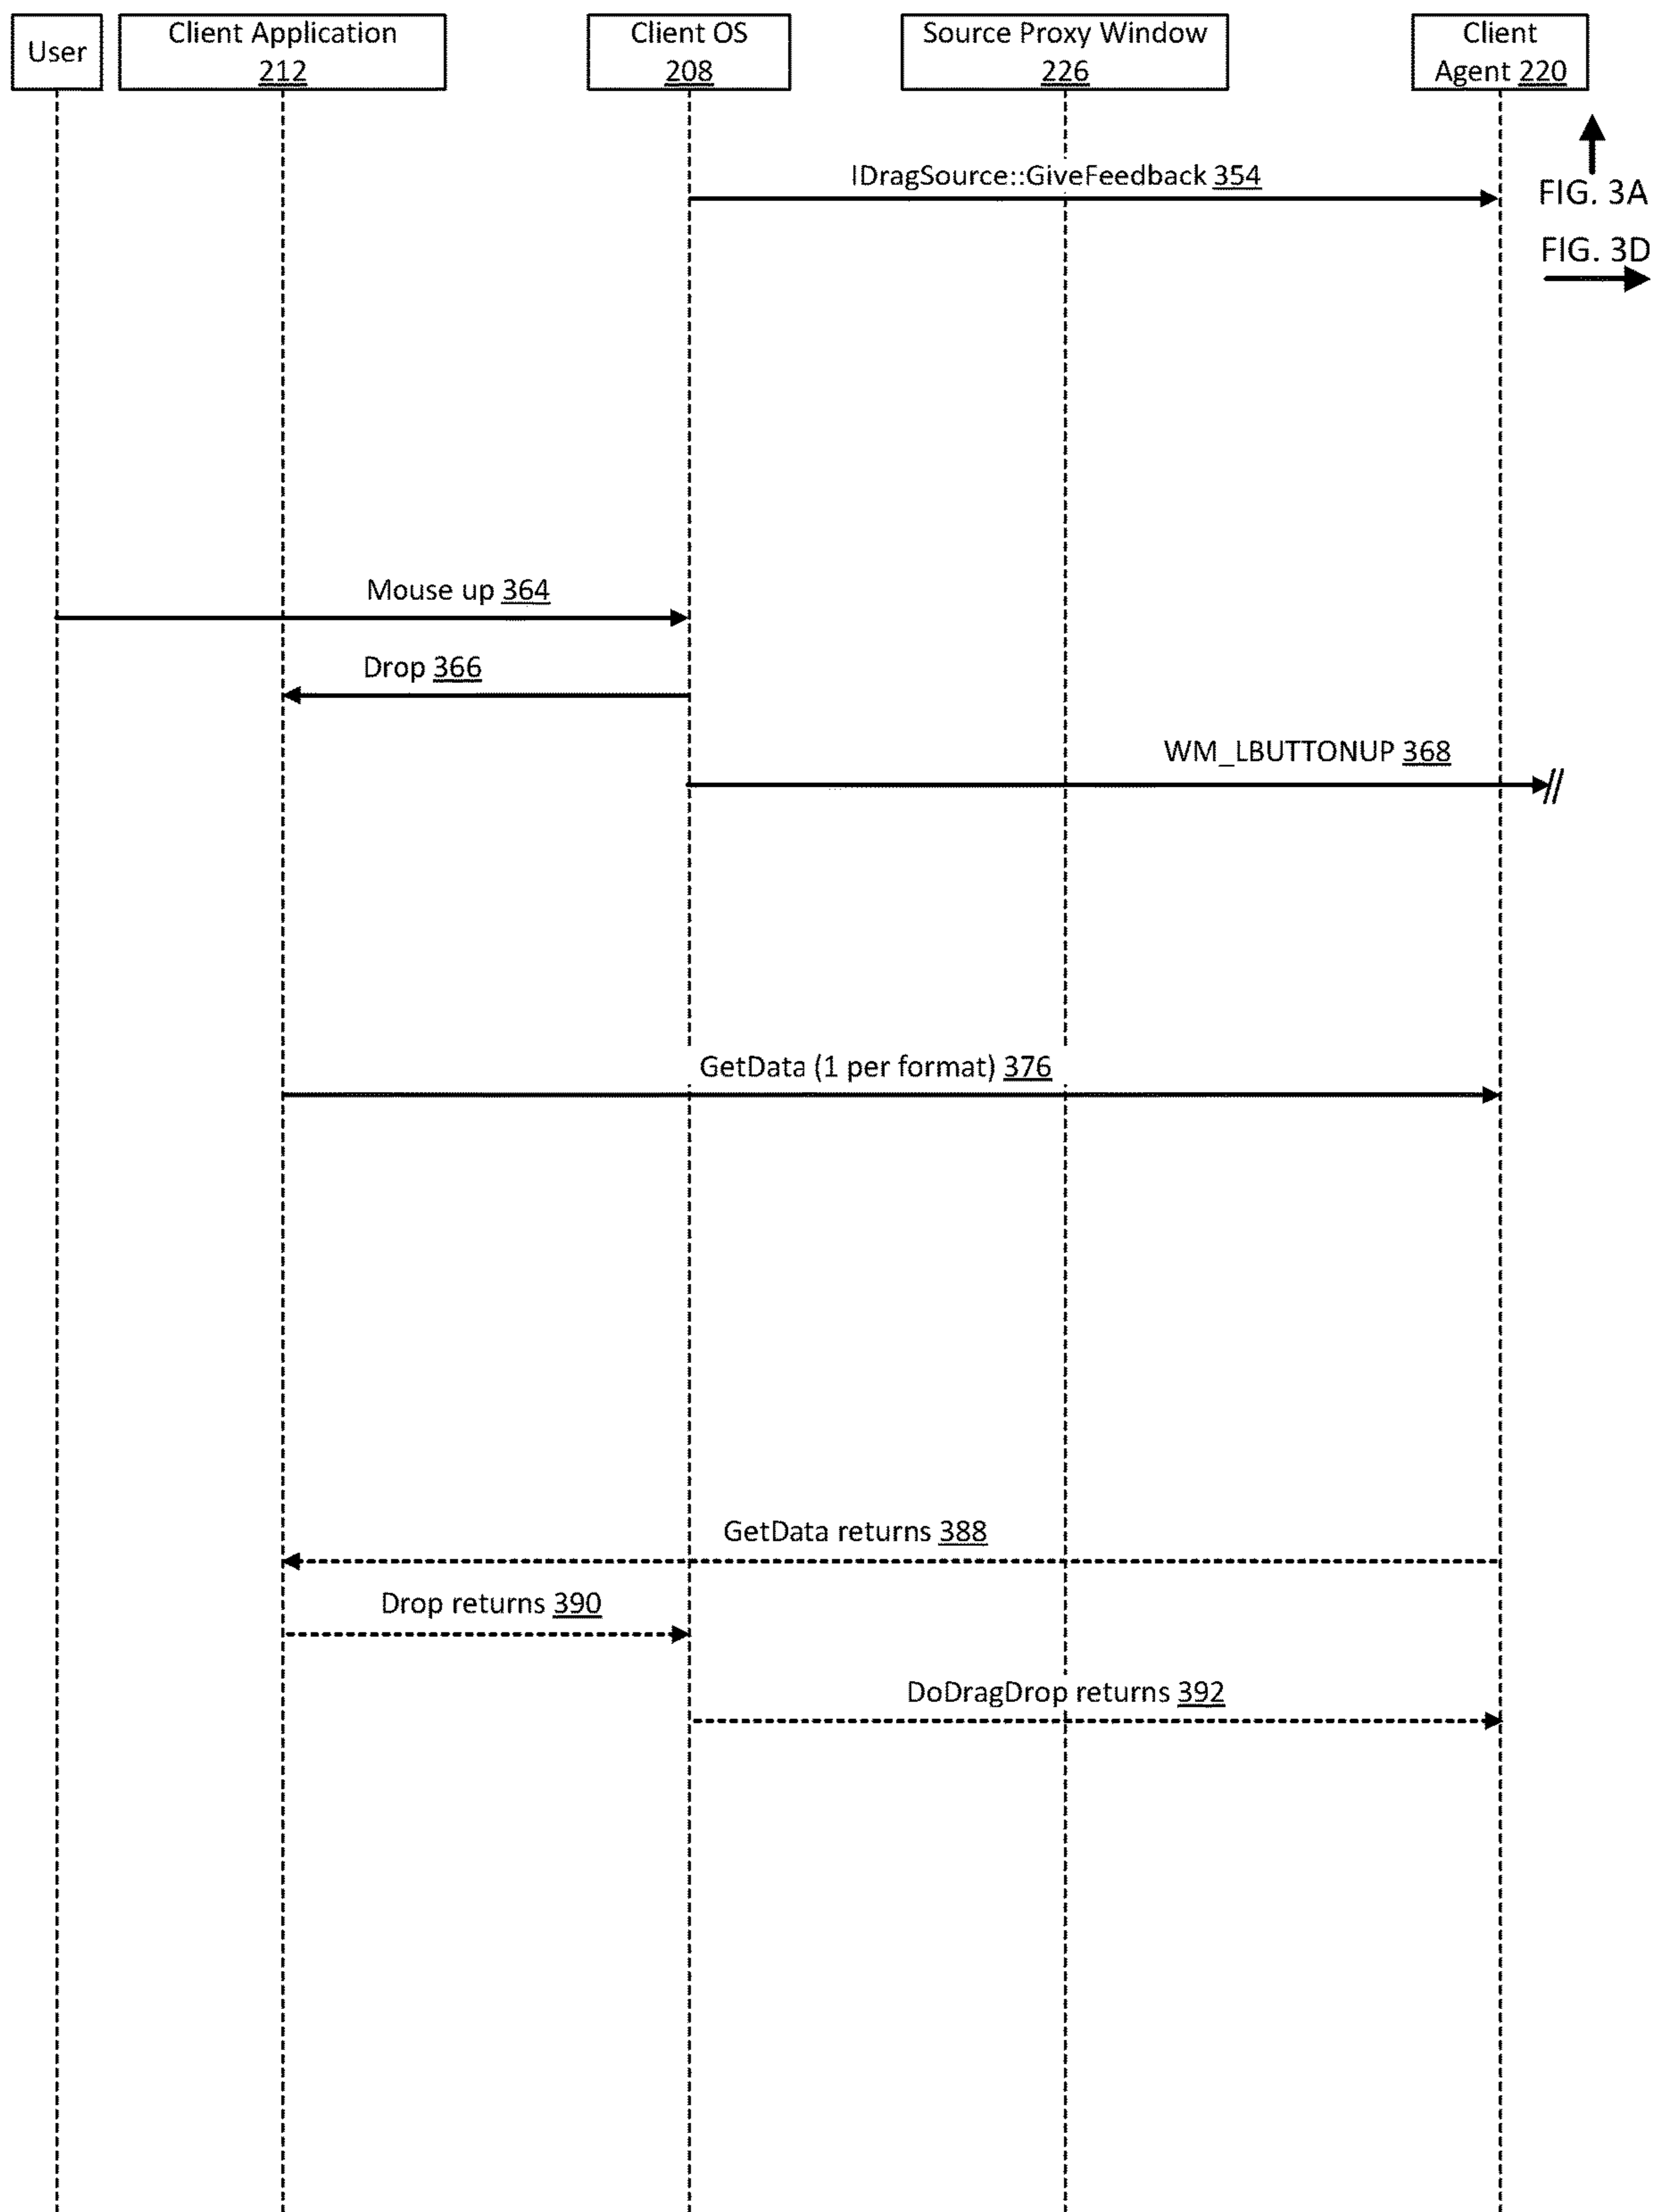 User
Client Application
212
Client OS
208
Source Proxy Window
226
Client
Agent 220
IDragSource::GiveFeedback 354
FIG. 3A
FIG. 3D
Mouse up 364
Drop 366
WM_LBUTTONUP 368
GetData (1 per format) 376
GetData returns 388
Drop returns 390
DoDragDrop returns 392